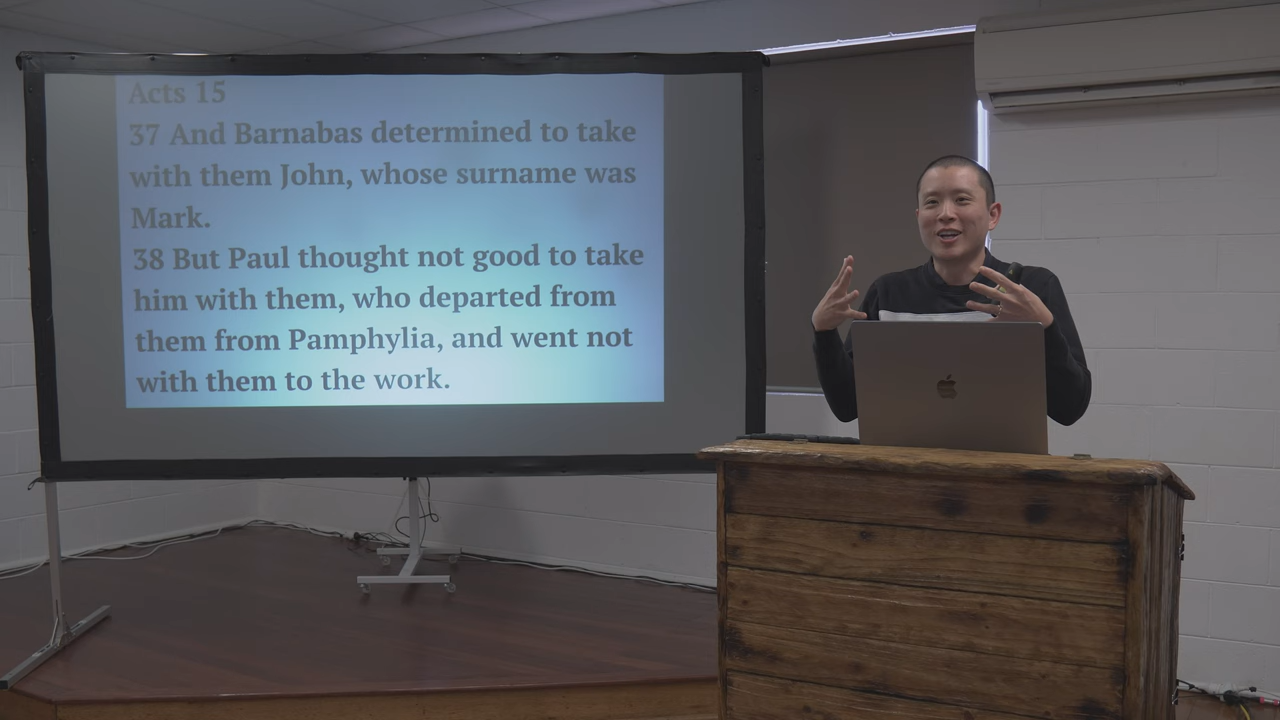 Acts 15
37 And Barnabas determined to take
with them John, whose surname was
Mark.
38 But Paul thought not good to take
him with them, who departed from
them from Pamphylia, and went not
with them to the work.